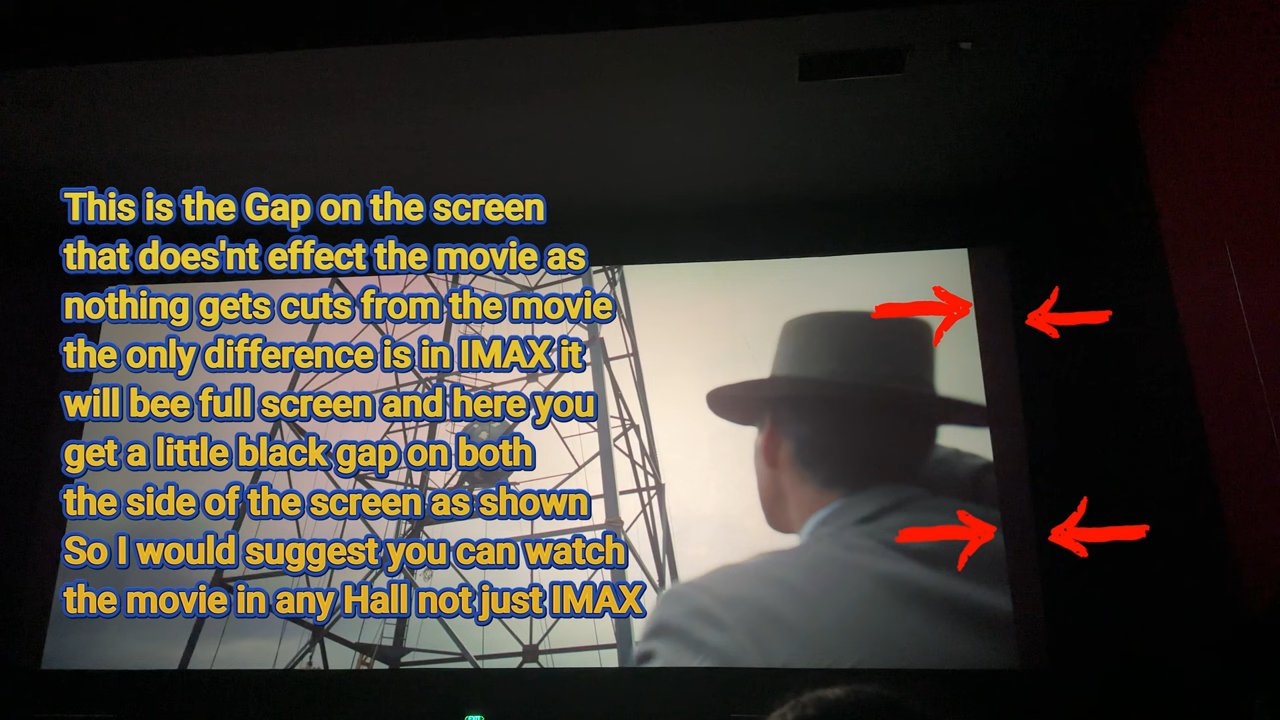 This is the Gap on the screen
that does'nt effect the movie as
nothing gets cuts from the movie
the only difference is in IMAX it
will bee full screen and here you
get a little black gap on both
the side of the screen as shown
So I would suggest you can watch
the movie in any Hall not just IMAX
EXIT